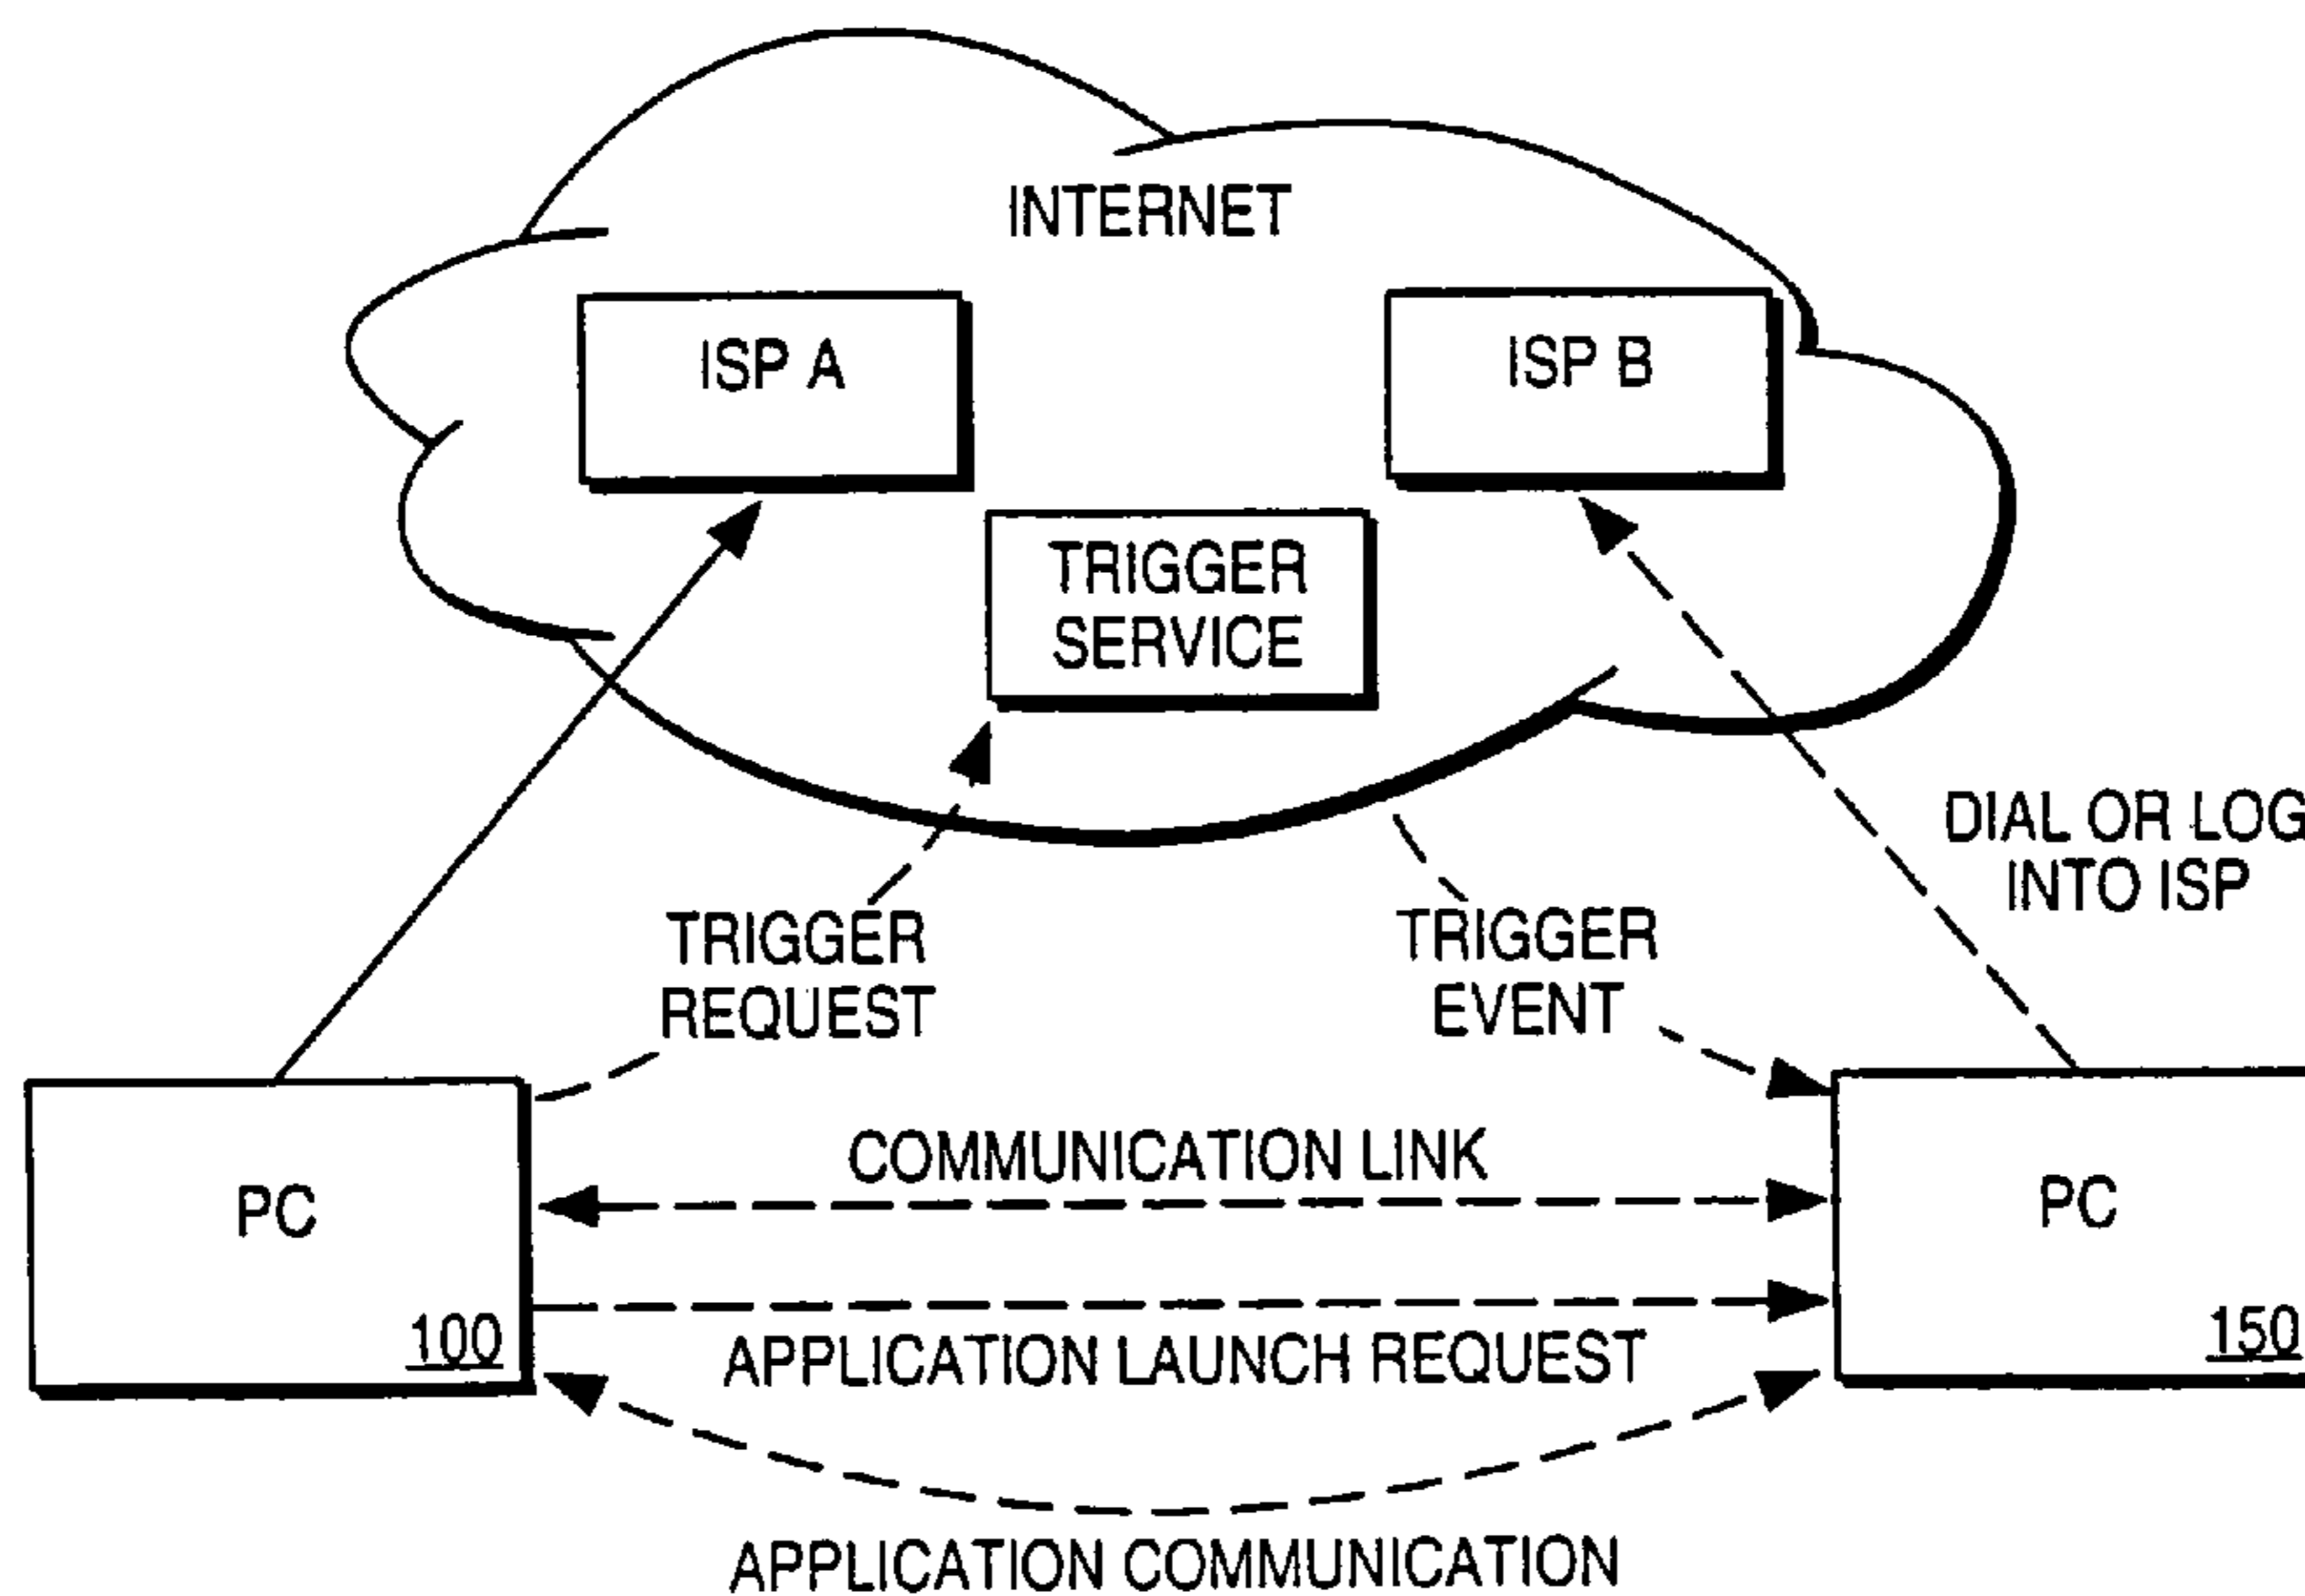 INTERNET
ISP A
ISP B
TRIGGER
SERVICE
DIAL OR LOG
INTO ISP
TRIGGER
REQUEST
TRIGGER
EVENT
COMMUNICATION LINK
PC
100
PC
150
APPLICATION LAUNCH REQUEST
APPLICATION COMMUNICATION